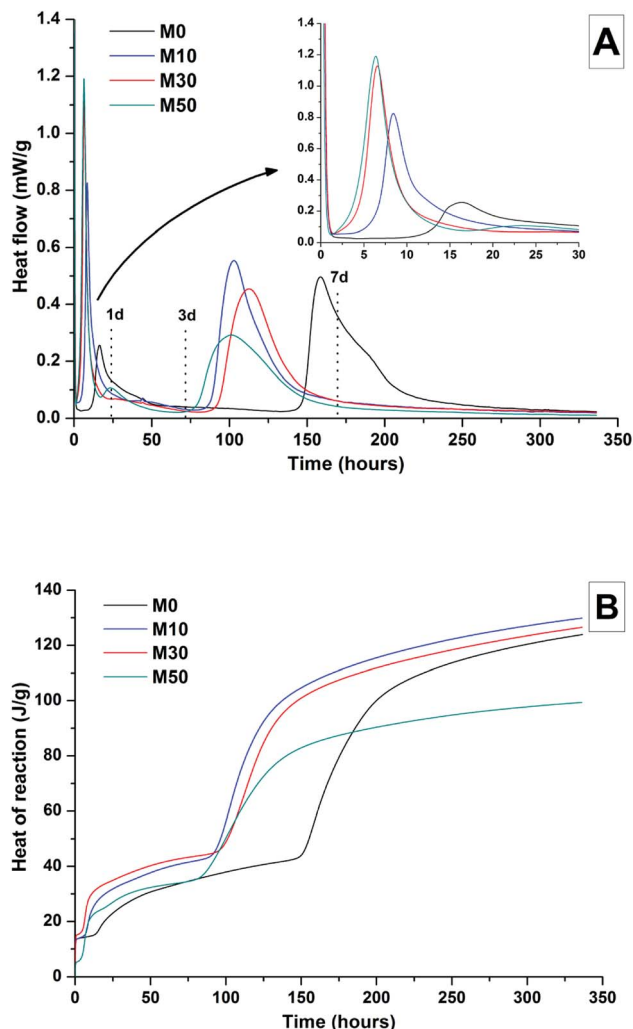 A
M0
M10
M30
M50
Heat flow (mW/g)
1.4
1.2
1.0
0.8
0.6
0.4
0.2
0.0
0 50 100 150 200 250 300 350
Time (hours)
1d
3d
7d
1.4
1.2
1.0
0.8
0.6
0.4
0.2
0.0
0 5 10 15 20 25 30
B
M0
M10
M30
M50
Heat of reaction (J/g)
140
120
100
80
60
40
20
0
0 50 100 150 200 250 300 350
Time (hours)